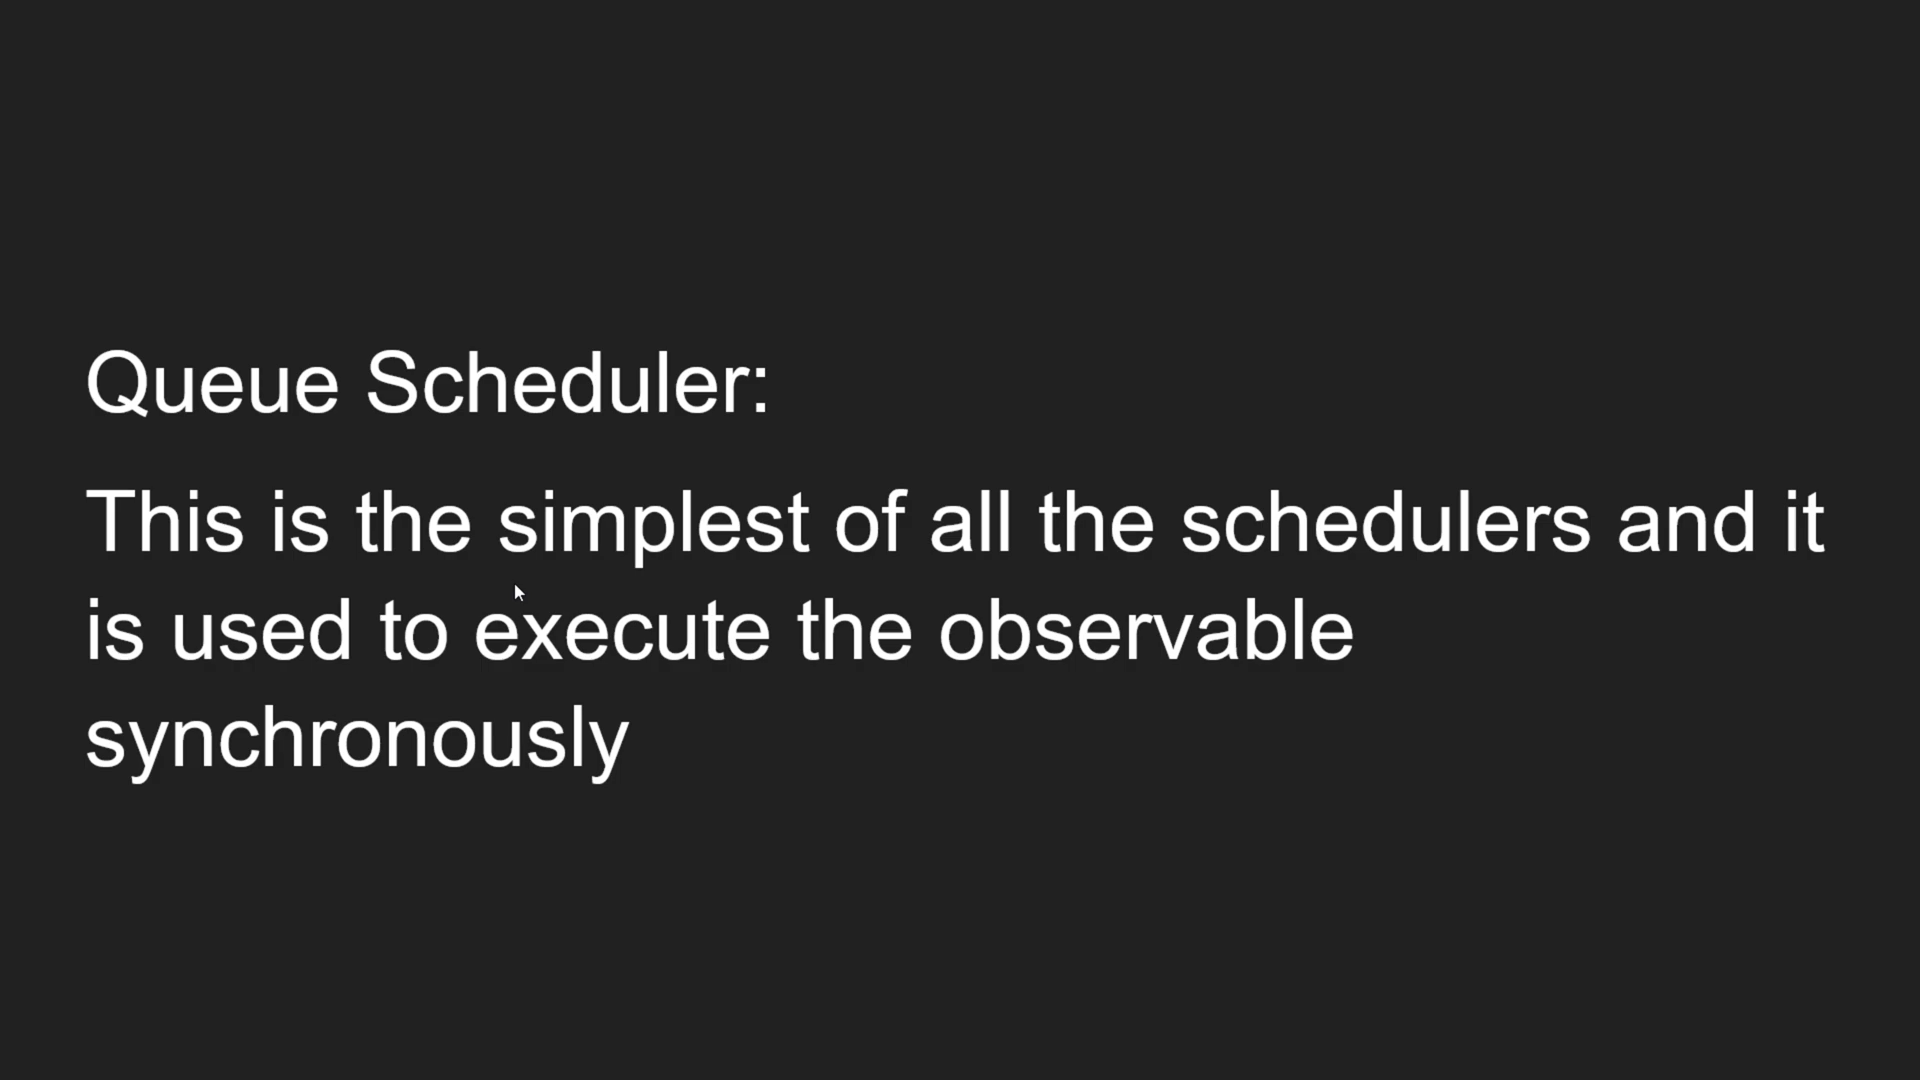 Queue Scheduler:
This is the simplest of all the schedulers and it
is used to execute the observable
synchronously